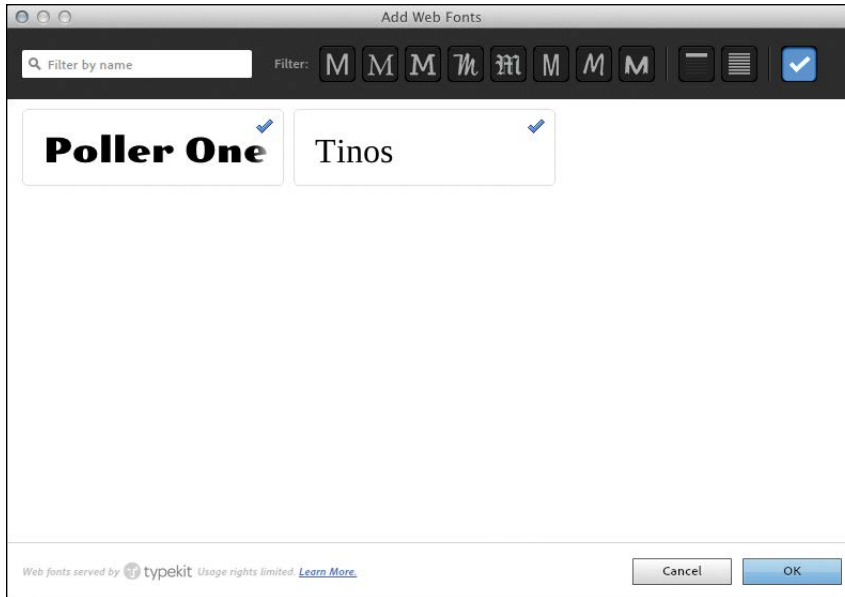 Add Web Fonts
Filter by name Filter: M M M M M M M M
Poller One Tinos
Web fonts served by typekit Usage rights limited. Learn More. Cancel OK